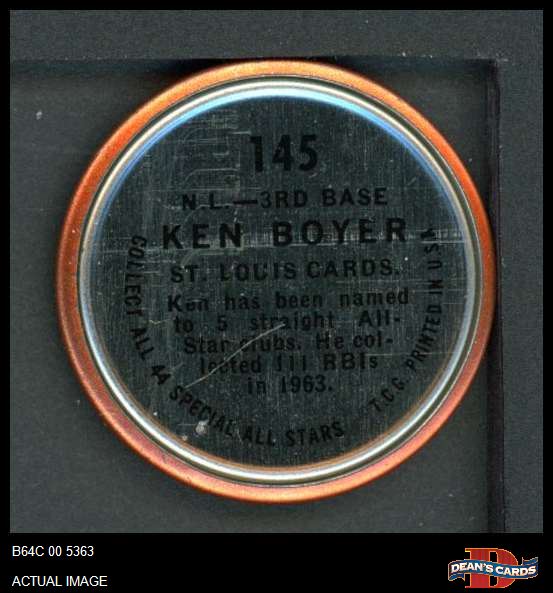 145
N.L.—3RD BASE
KEN BOYER
ST. LOUIS CARDS.
Ken has been named
to 5 straight All-
Star clubs. He col-
lected 111 RBIs
in 1963.
COLLECT ALL 44 SPECIAL ALL STARS
T.C.G. PRINTED IN U.S.A.
B64C 00 5363
ACTUAL IMAGE
D
DEAN'S CARDS